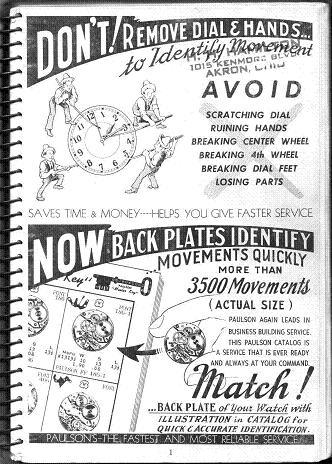 DON'T! REMOVE DIAL & HANDS...
to Identify Movement
1015 KENMORE BLVD
AKRON, OHIO
AVOID
SCRATCHING DIAL
RUINING HANDS
BREAKING CENTER WHEEL
BREAKING 4th WHEEL
BREAKING DIAL FEET
LOSING PARTS
SAVES TIME & MONEY---HELPS YOU GIVE FASTER SERVICE
NOW BACK PLATES IDENTIFY
MOVEMENTS QUICKLY
MORE THAN
3500 Movements
(ACTUAL SIZE)
"Key"
PAULSON AGAIN LEADS IN
BUSINESS BUILDING SERVICE.
THIS PAULSON CATALOG IS
A SERVICE THAT IS EVER READY
AND ALWAYS AT YOUR COMMAND
Match!
...BACK PLATE of Your Watch with
ILLUSTRATION in CATALOG for
QUICK & ACCURATE IDENTIFICATION.
PAULSON'S-THE FASTEST AND MOST RELIABLE SERVICE
1